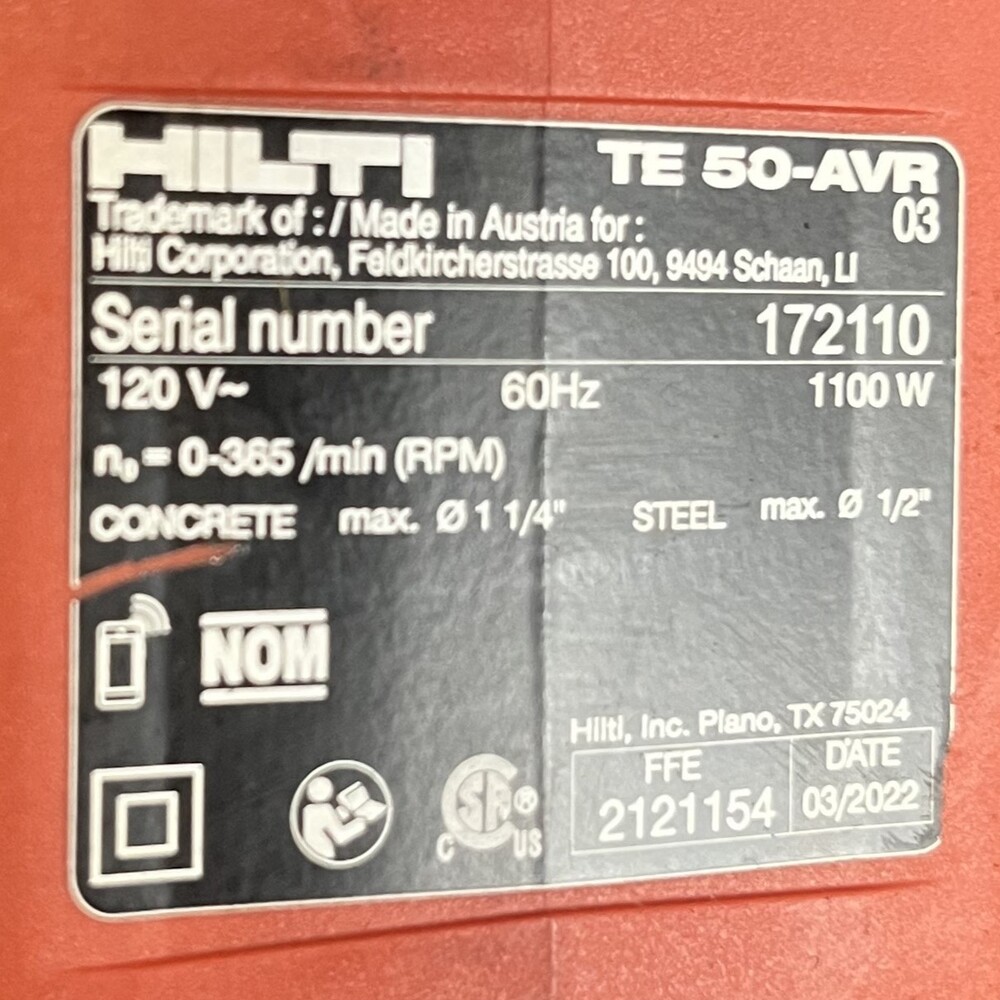 HILTI TE 50-AVR
Trademark of : / Made in Austria for : 03
Hilti Corporation, Feldkircherstrasse 100, 9494 Schaan, LI
Serial number 172110
120 V~ 60Hz 1100 W
n₀ = 0-365 /min (RPM)
CONCRETE max. Ø 1 1/4" STEEL max. Ø 1/2"
NOM
Hilti, Inc. Plano, TX 75024
FFE DATE
2121154 03/2022
C SA® US